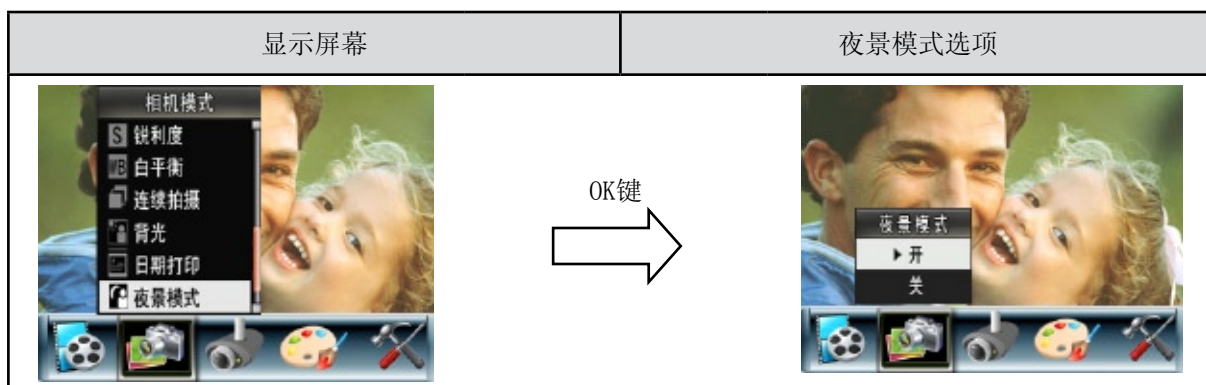 显示屏幕
夜景模式选项
相机模式
S 锐利度
WB 白平衡
连续拍摄
背光
日期打印
夜景模式
OK键
夜景模式
开
关